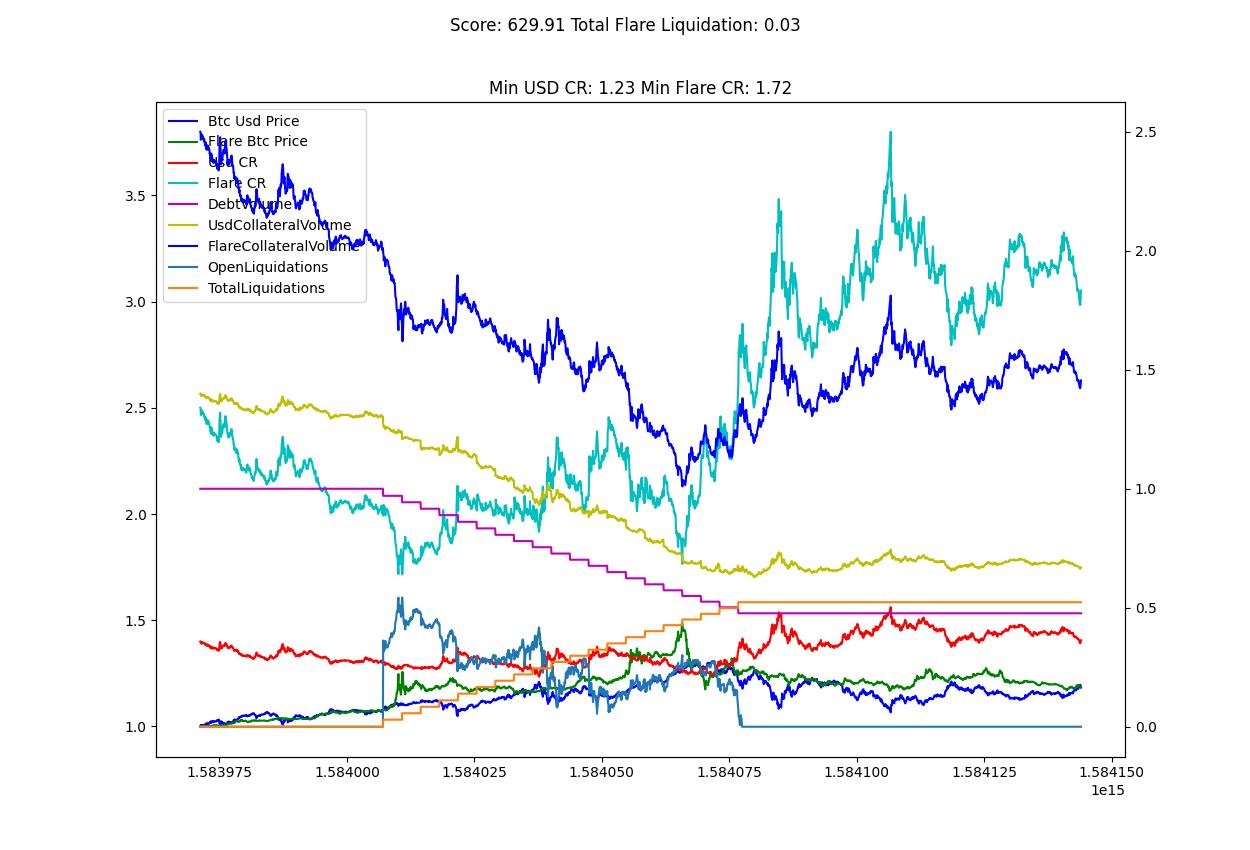 Score: 629.91 Total Flare Liquidation: 0.03
Min USD CR: 1.23 Min Flare CR: 1.72
Btc Usd Price
Flare Btc Price
Usd CR
Flare CR
DebtVolume
UsdCollateralVolume
FlareCollateralVolume
OpenLiquidations
TotalLiquidations
3.5
3.0
2.5
2.0
1.5
1.0
2.5
2.0
1.5
1.0
0.5
0.0
1.583975 1.584000 1.584025 1.584050 1.584075 1.584100 1.584125 1.584150
1e15